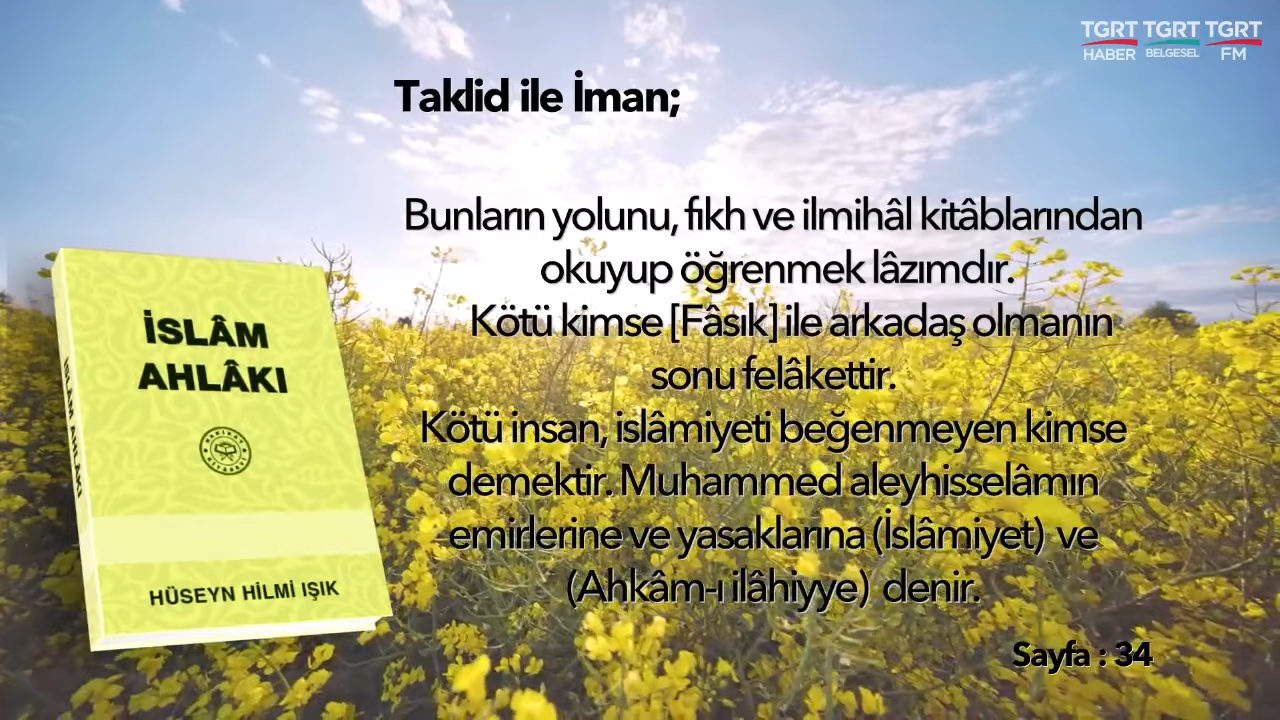 TGRT TGRT TGRT
HABER BELGESEL FM
Taklid ile İman;
Bunların yolunu, fıkh ve ilmihâl kitâblarından
okuyup öğrenmek lâzımdır.
Kötü kimse [Fâsık] ile arkadaş olmanın
sonu felâkettir.
Kötü insan, islâmiyeti beğenmeyen kimse
demektir. Muhammed aleyhisselâmın
emirlerine ve yasaklarına (İslâmiyet) ve
(Ahkâm-ı ilâhiyye) denir.
Sayfa : 34
İSLÂM
AHLÂKI
HÜSEYN HİLMİ IŞIK
İSLÂM AHLÂKI